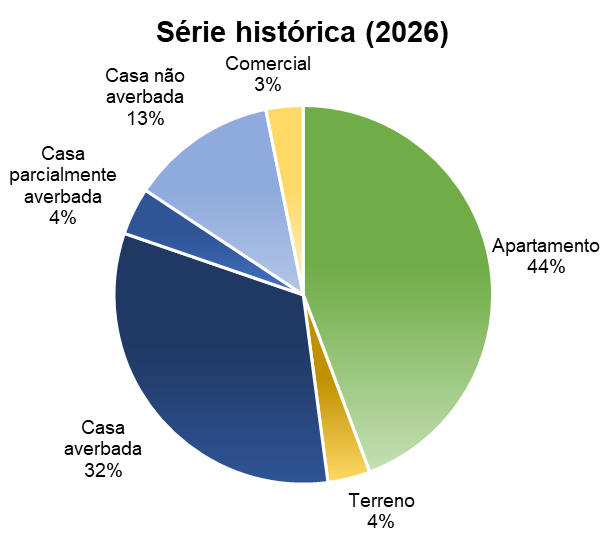 Série histórica (2026)
Comercial
3%
Casa não
averbada
13%
Casa
parcialmente
averbada
4%
Apartamento
44%
Casa
averbada
32%
Terreno
4%